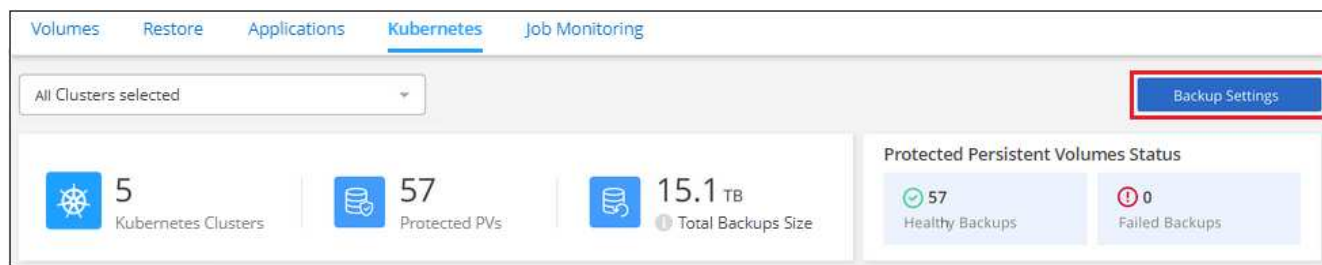 Volumes Restore Applications Kubernetes Job Monitoring
All Clusters selected
Backup Settings
5
Kubernetes Clusters
57
Protected PVs
15.1 TB
Total Backups Size
Protected Persistent Volumes Status
57
Healthy Backups
0
Failed Backups